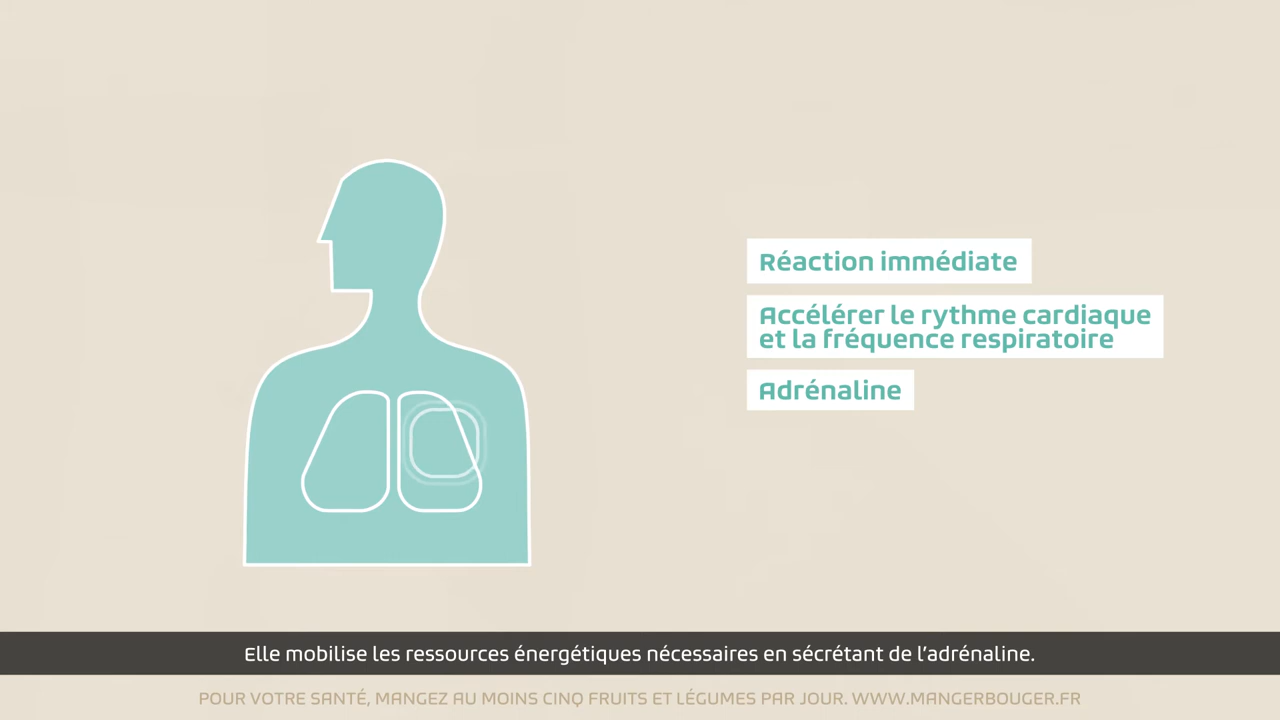 Réaction immédiate
Accélérer le rythme cardiaque
et la fréquence respiratoire
Adrénaline
Elle mobilise les ressources énergétiques nécessaires en sécrétant de l’adrénaline.
POUR VOTRE SANTÉ, MANGEZ AU MOINS CINQ FRUITS ET LÉGUMES PAR JOUR. WWW.MANGERBOUGER.FR